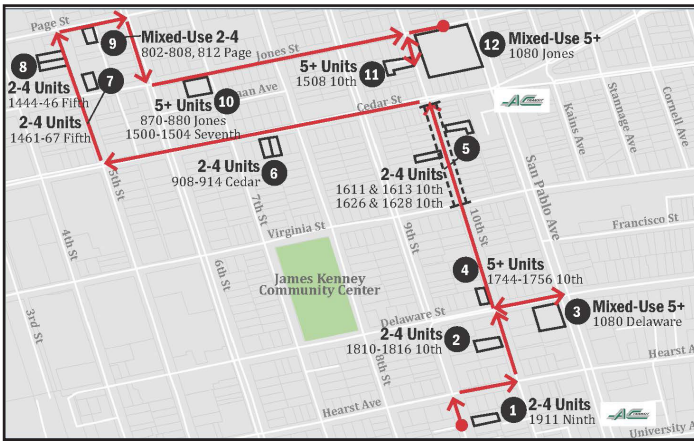 Page St
9
Mixed-Use 2-4
802-808, 812 Page
Jones St
12
Mixed-Use 5+
1080 Jones
8
2-4 Units
1444-46 Fifth
7
2-4 Units
1461-67 Fifth
5+ Units
1508 10th
11
man Ave
10
5+ Units
870-880 Jones
1500-1504 Seventh
Cedar St
AC
Kains Ave
Stannage Ave
Cornell Ave
5
6
2-4 Units
908-914 Cedar
2-4 Units
1611 & 1613 10th
1626 & 1628 10th
San Pablo Ave
5th St
7th St
4th St
6th St
Virginia St
9th St
10th St
Francisco St
James Kenney
Community Center
4
5+ Units
1744-1756 10th
3rd St
Delaware St
3
Mixed-Use 5+
1080 Delaware
2
2-4 Units
1810-1816 10th
8th St
Hearst A
Hearst Ave
1
2-4 Units
1911 Ninth
AC
University A